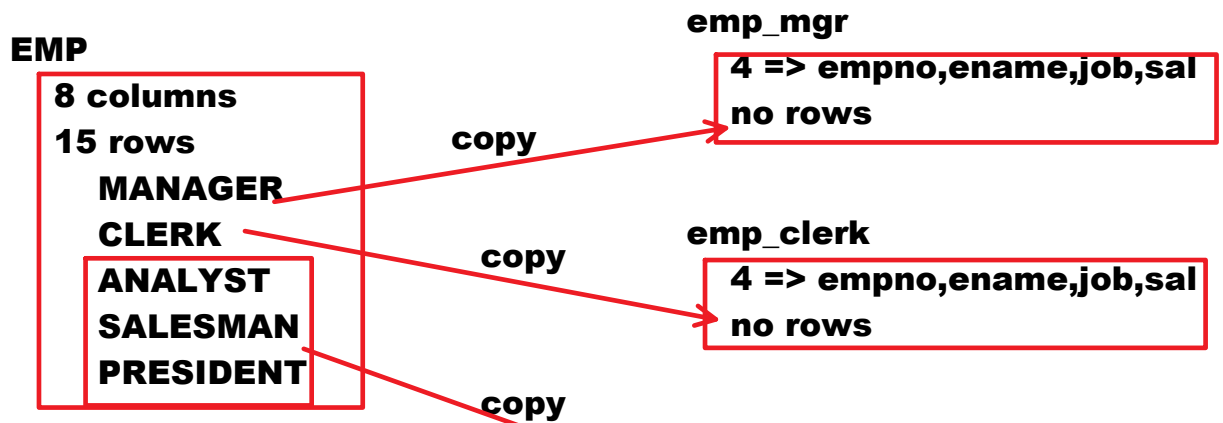 EMP
8 columns
15 rows
MANAGER
CLERK
ANALYST
SALESMAN
PRESIDENT
copy
copy
copy
emp_mgr
4 => empno,ename,job,sal
no rows
emp_clerk
4 => empno,ename,job,sal
no rows